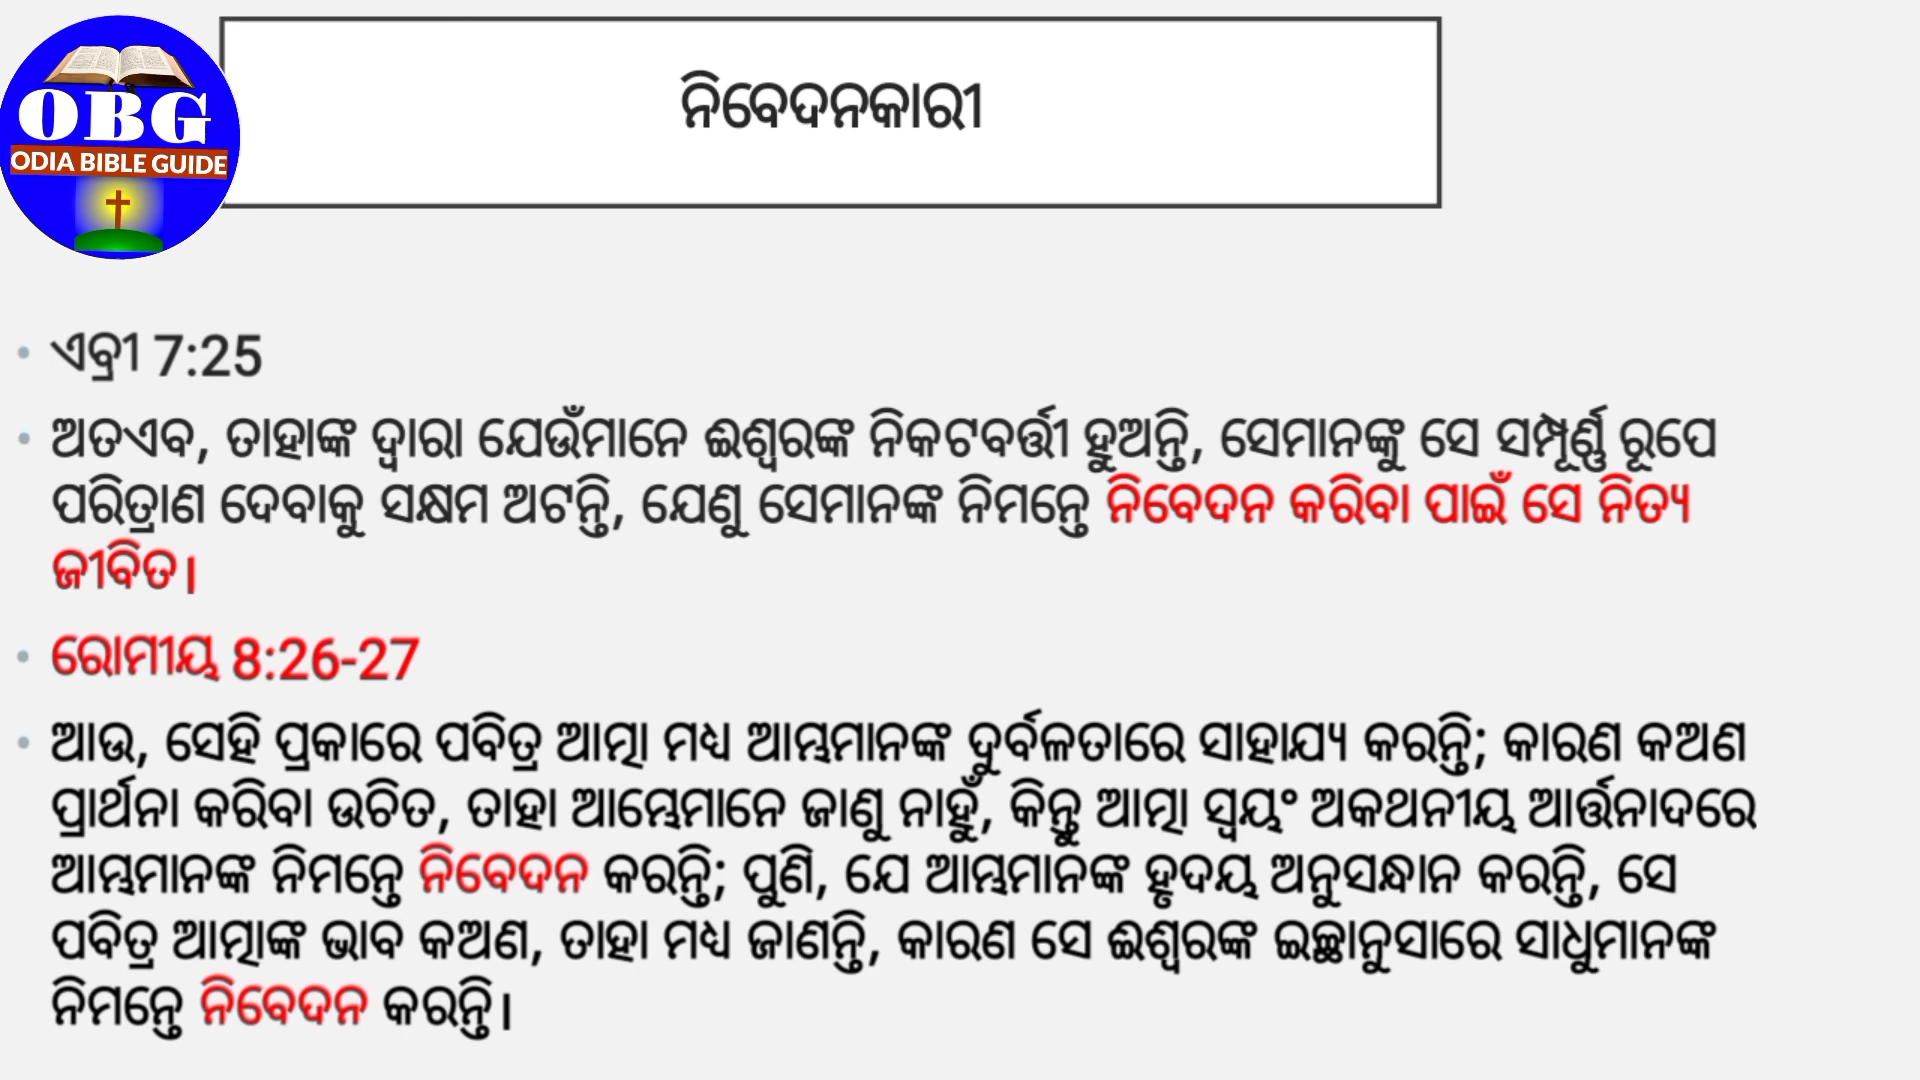 OBG
ODIA BIBLE GUIDE
ନିବେଦନକାରୀ
• ଏବ୍ରୀ 7:25
• ଅତଏବ, ତାହାଙ୍କ ଦ୍ୱାରା ଯେଉଁମାନେ ଈଶ୍ୱରଙ୍କ ନିକଟବର୍ତ୍ତୀ ହୁଅନ୍ତି, ସେମାନଙ୍କୁ ସେ ସମ୍ପୂର୍ଣ୍ଣ ରୂପେ
ପରିତ୍ରାଣ ଦେବାକୁ ସକ୍ଷମ ଅଟନ୍ତି, ଯେଣୁ ସେମାନଙ୍କ ନିମନ୍ତେ ନିବେଦନ କରିବା ପାଇଁ ସେ ନିତ୍ୟ
ଜୀବିତ।
• ରୋମୀୟ 8:26-27
• ଆଉ, ସେହି ପ୍ରକାରେ ପବିତ୍ର ଆତ୍ମା ମଧ୍ୟ ଆମ୍ଭମାନଙ୍କ ଦୁର୍ବଳତାରେ ସାହାଯ୍ୟ କରନ୍ତି; କାରଣ କଅଣ
ପ୍ରାର୍ଥନା କରିବା ଉଚିତ, ତାହା ଆମ୍ଭେମାନେ ଜାଣୁ ନାହୁଁ, କିନ୍ତୁ ଆତ୍ମା ସ୍ୱୟଂ ଅକଥନୀୟ ଆର୍ତ୍ତନାଦରେ
ଆମ୍ଭମାନଙ୍କ ନିମନ୍ତେ ନିବେଦନ କରନ୍ତି; ପୁଣି, ଯେ ଆମ୍ଭମାନଙ୍କ ହୃଦୟ ଅନୁସନ୍ଧାନ କରନ୍ତି, ସେ
ପବିତ୍ର ଆତ୍ମାଙ୍କ ଭାବ କଅଣ, ତାହା ମଧ୍ୟ ଜାଣନ୍ତି, କାରଣ ସେ ଈଶ୍ୱରଙ୍କ ଇଚ୍ଛାନୁସାରେ ସାଧୁମାନଙ୍କ
ନିମନ୍ତେ ନିବେଦନ କରନ୍ତି।